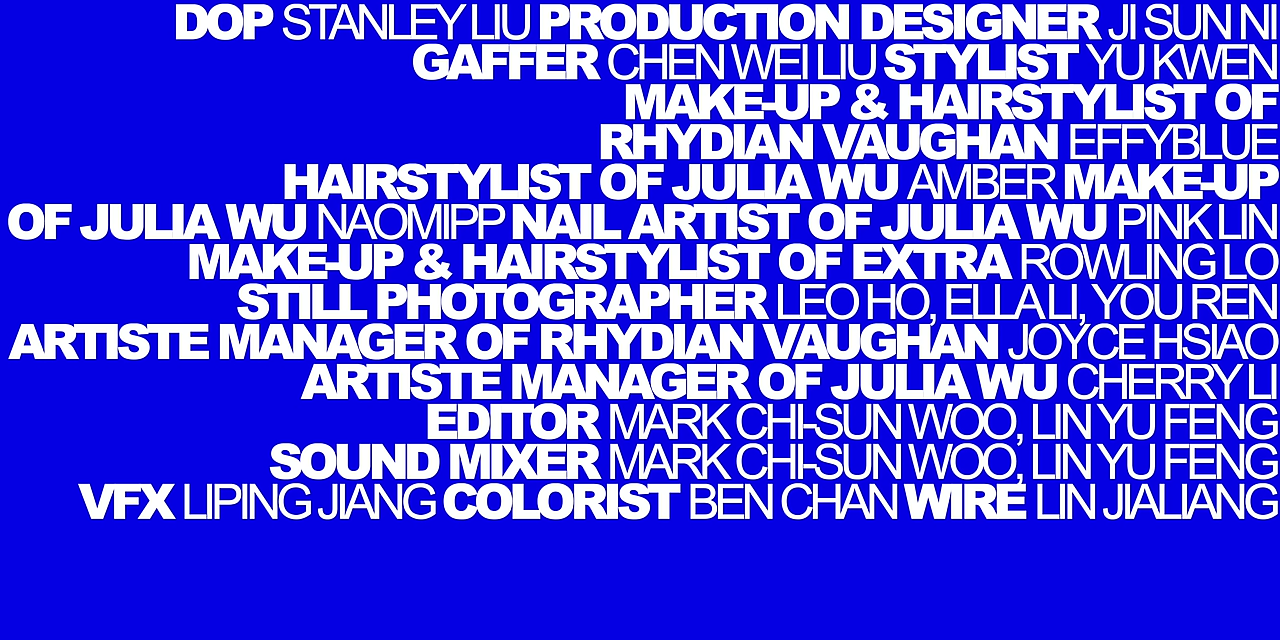 DOP STANLEY LIU PRODUCTION DESIGNER JI SUN NI
GAFFER CHEN WEI LIU STYLIST YU KWEN
MAKE-UP & HAIRSTYLIST OF
RHYDIAN VAUGHAN EFFYBLUE
HAIRSTYLIST OF JULIA WU AMBER MAKE-UP
OF JULIA WU NAOMIPP NAIL ARTIST OF JULIA WU PINK LIN
MAKE-UP & HAIRSTYLIST OF EXTRA ROWLING LO
STILL PHOTOGRAPHER LEO HO, ELLA LI, YOU REN
ARTISTE MANAGER OF RHYDIAN VAUGHAN JOYCE HSIAO
ARTISTE MANAGER OF JULIA WU CHERRY LI
EDITOR MARK CHI-SUN WOO, LIN YU FENG
SOUND MIXER MARK CHI-SUN WOO, LIN YU FENG
VFX LIPING JIANG COLORIST BEN CHAN WIRE LIN JIALIANG